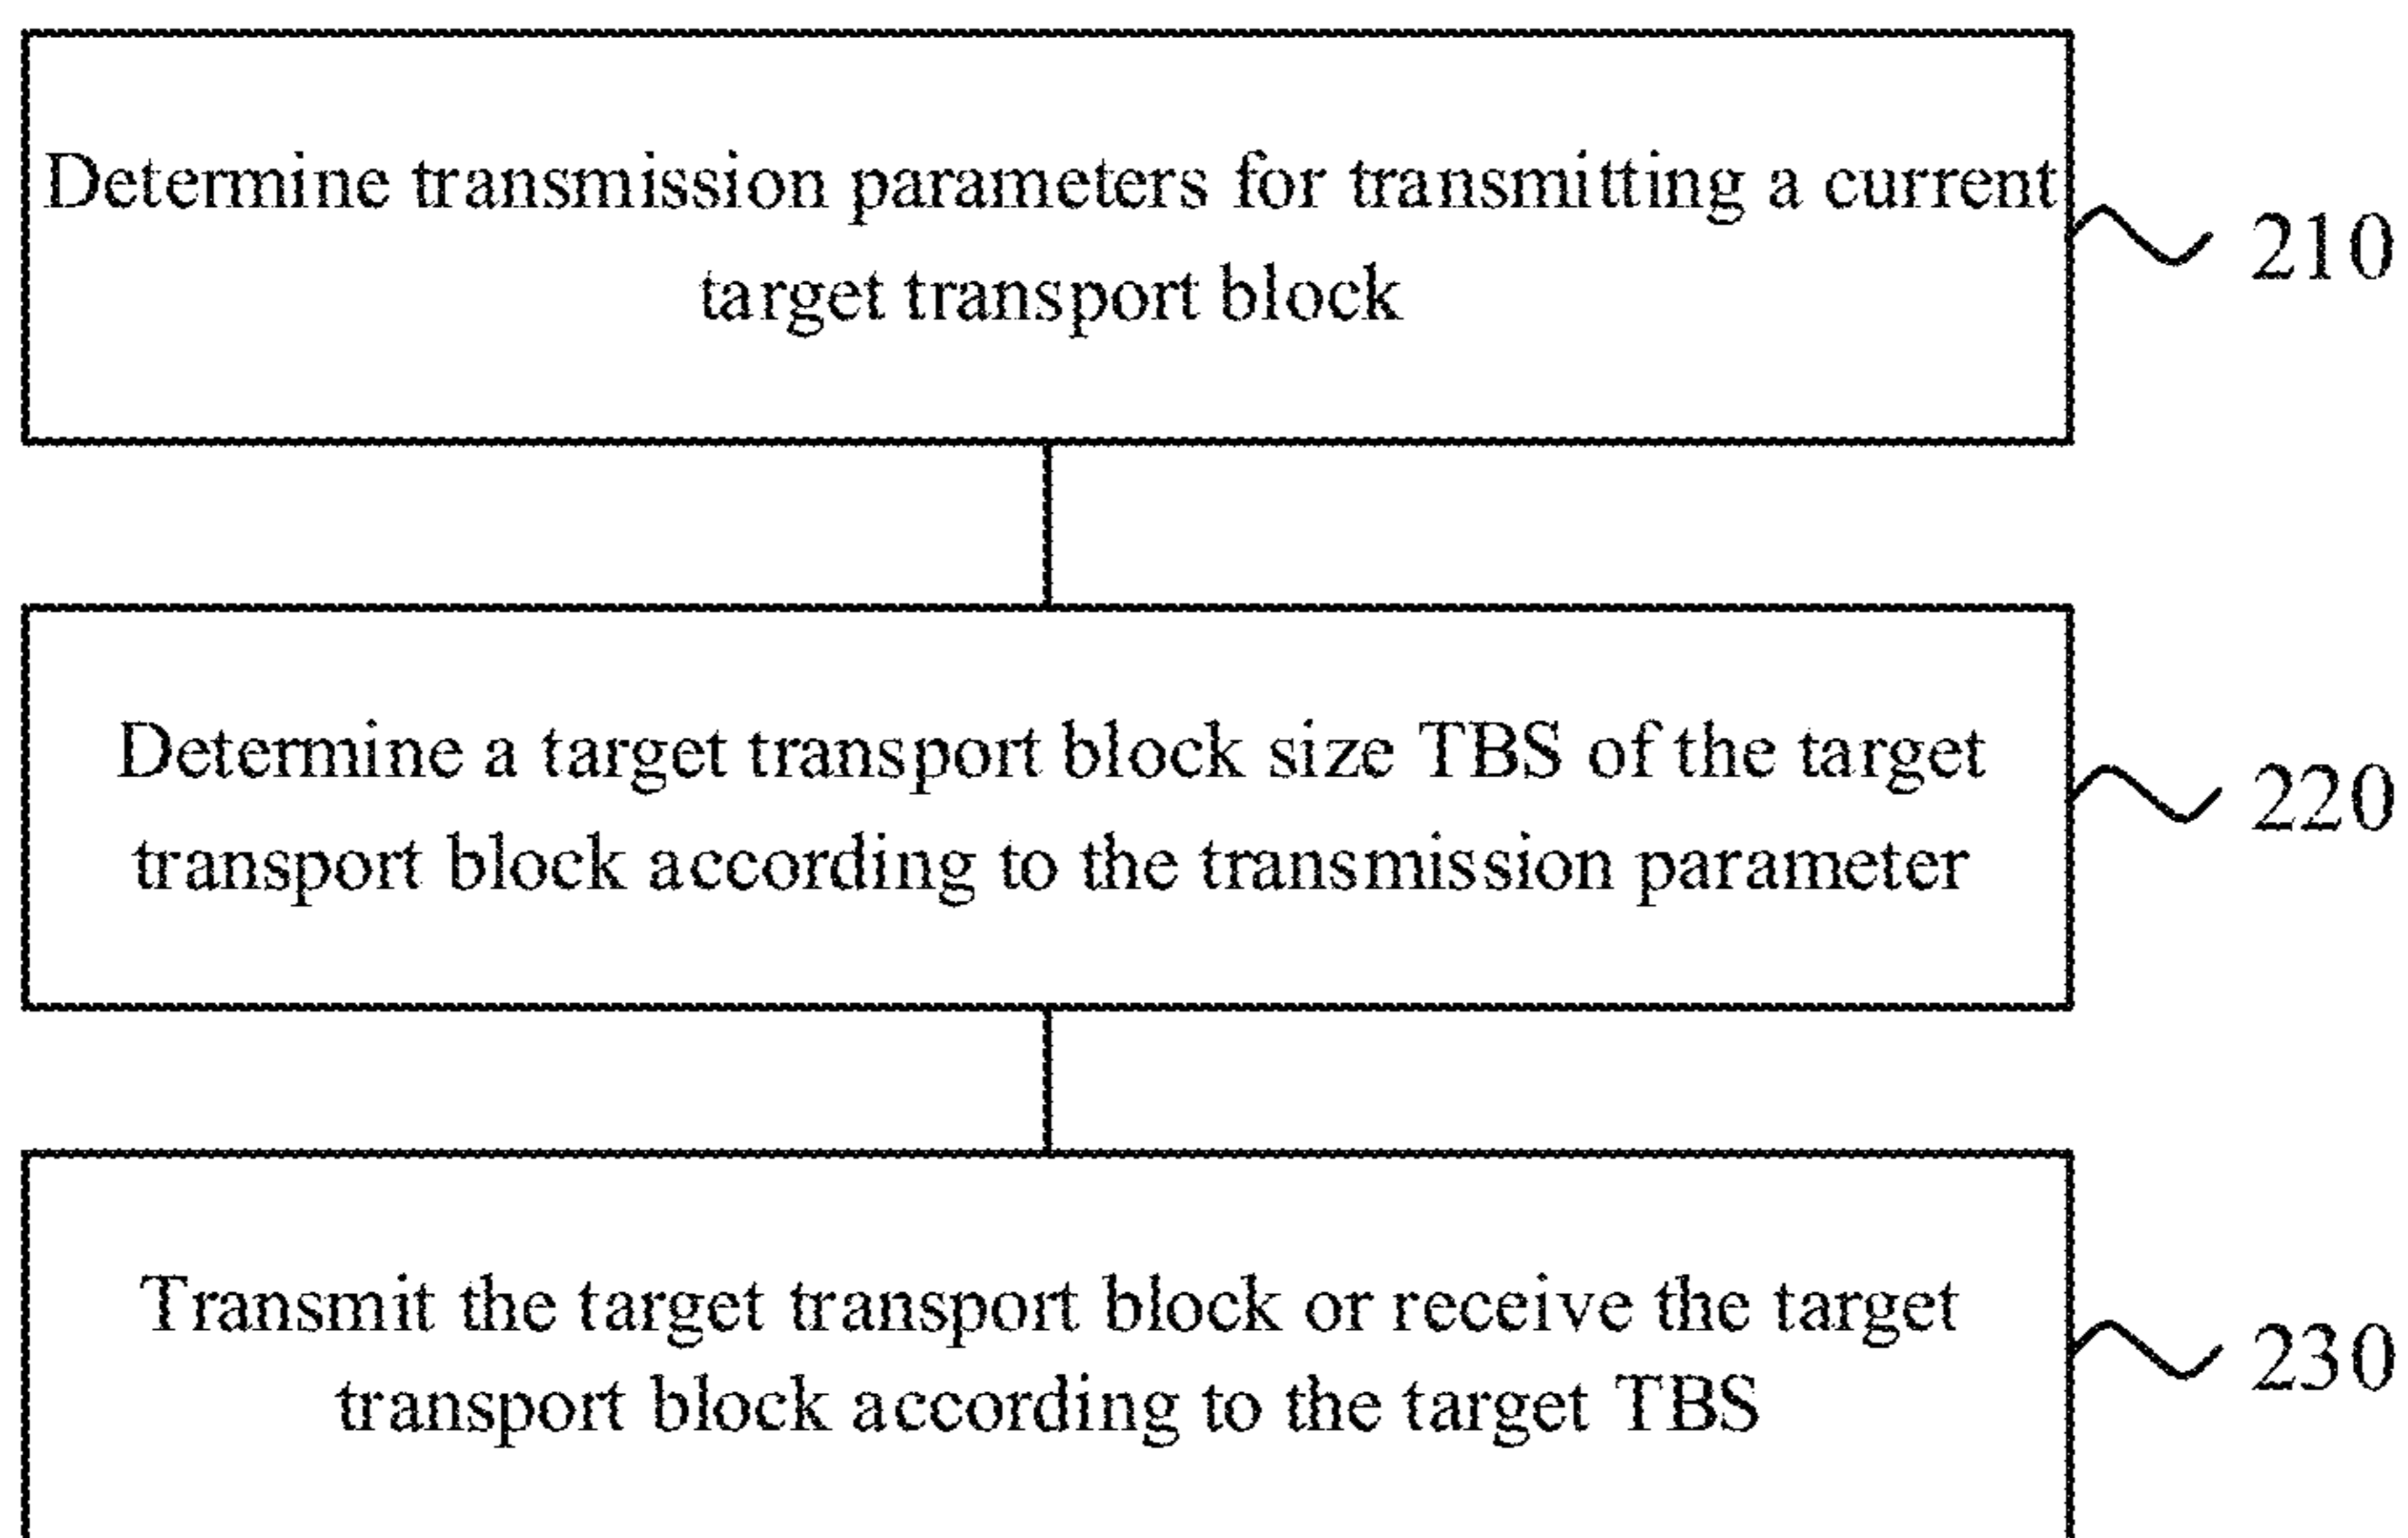 Determine transmission parameters for transmitting a current
target transport block
210
Determine a target transport block size TBS of the target
transport block according to the transmission parameter
220
Transmit the target transport block or receive the target
transport block according to the target TBS
230